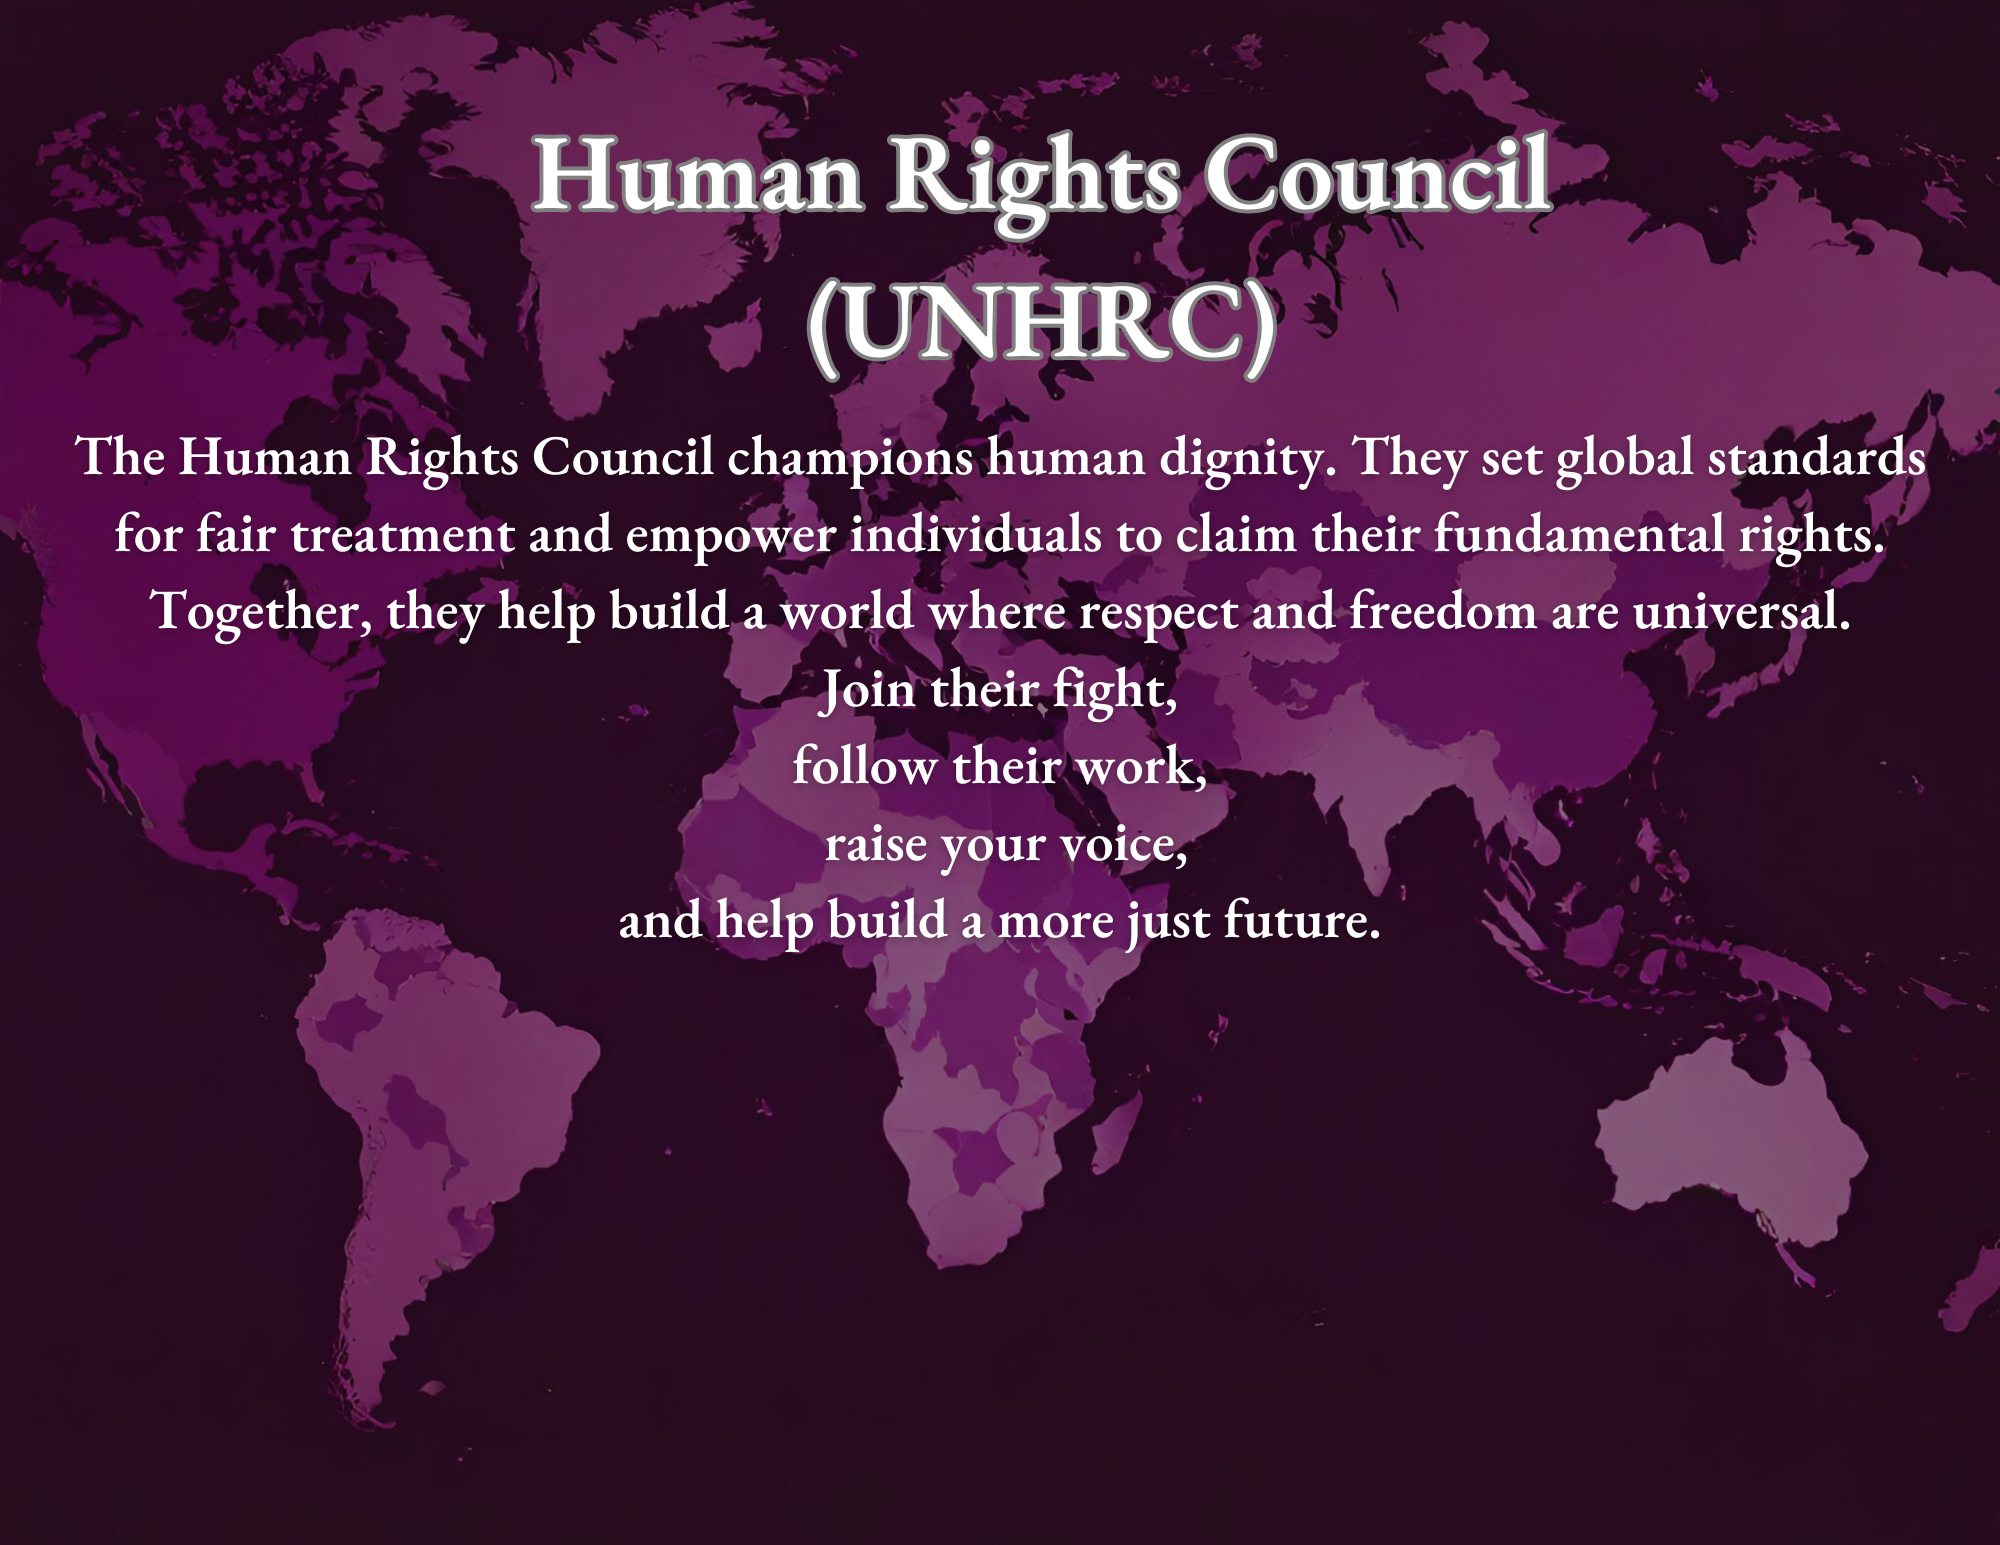 Human Rights Council
(UNHRC)
The Human Rights Council champions human dignity. They set global standards
for fair treatment and empower individuals to claim their fundamental rights.
Together, they help build a world where respect and freedom are universal.
Join their fight,
follow their work,
raise your voice,
and help build a more just future.